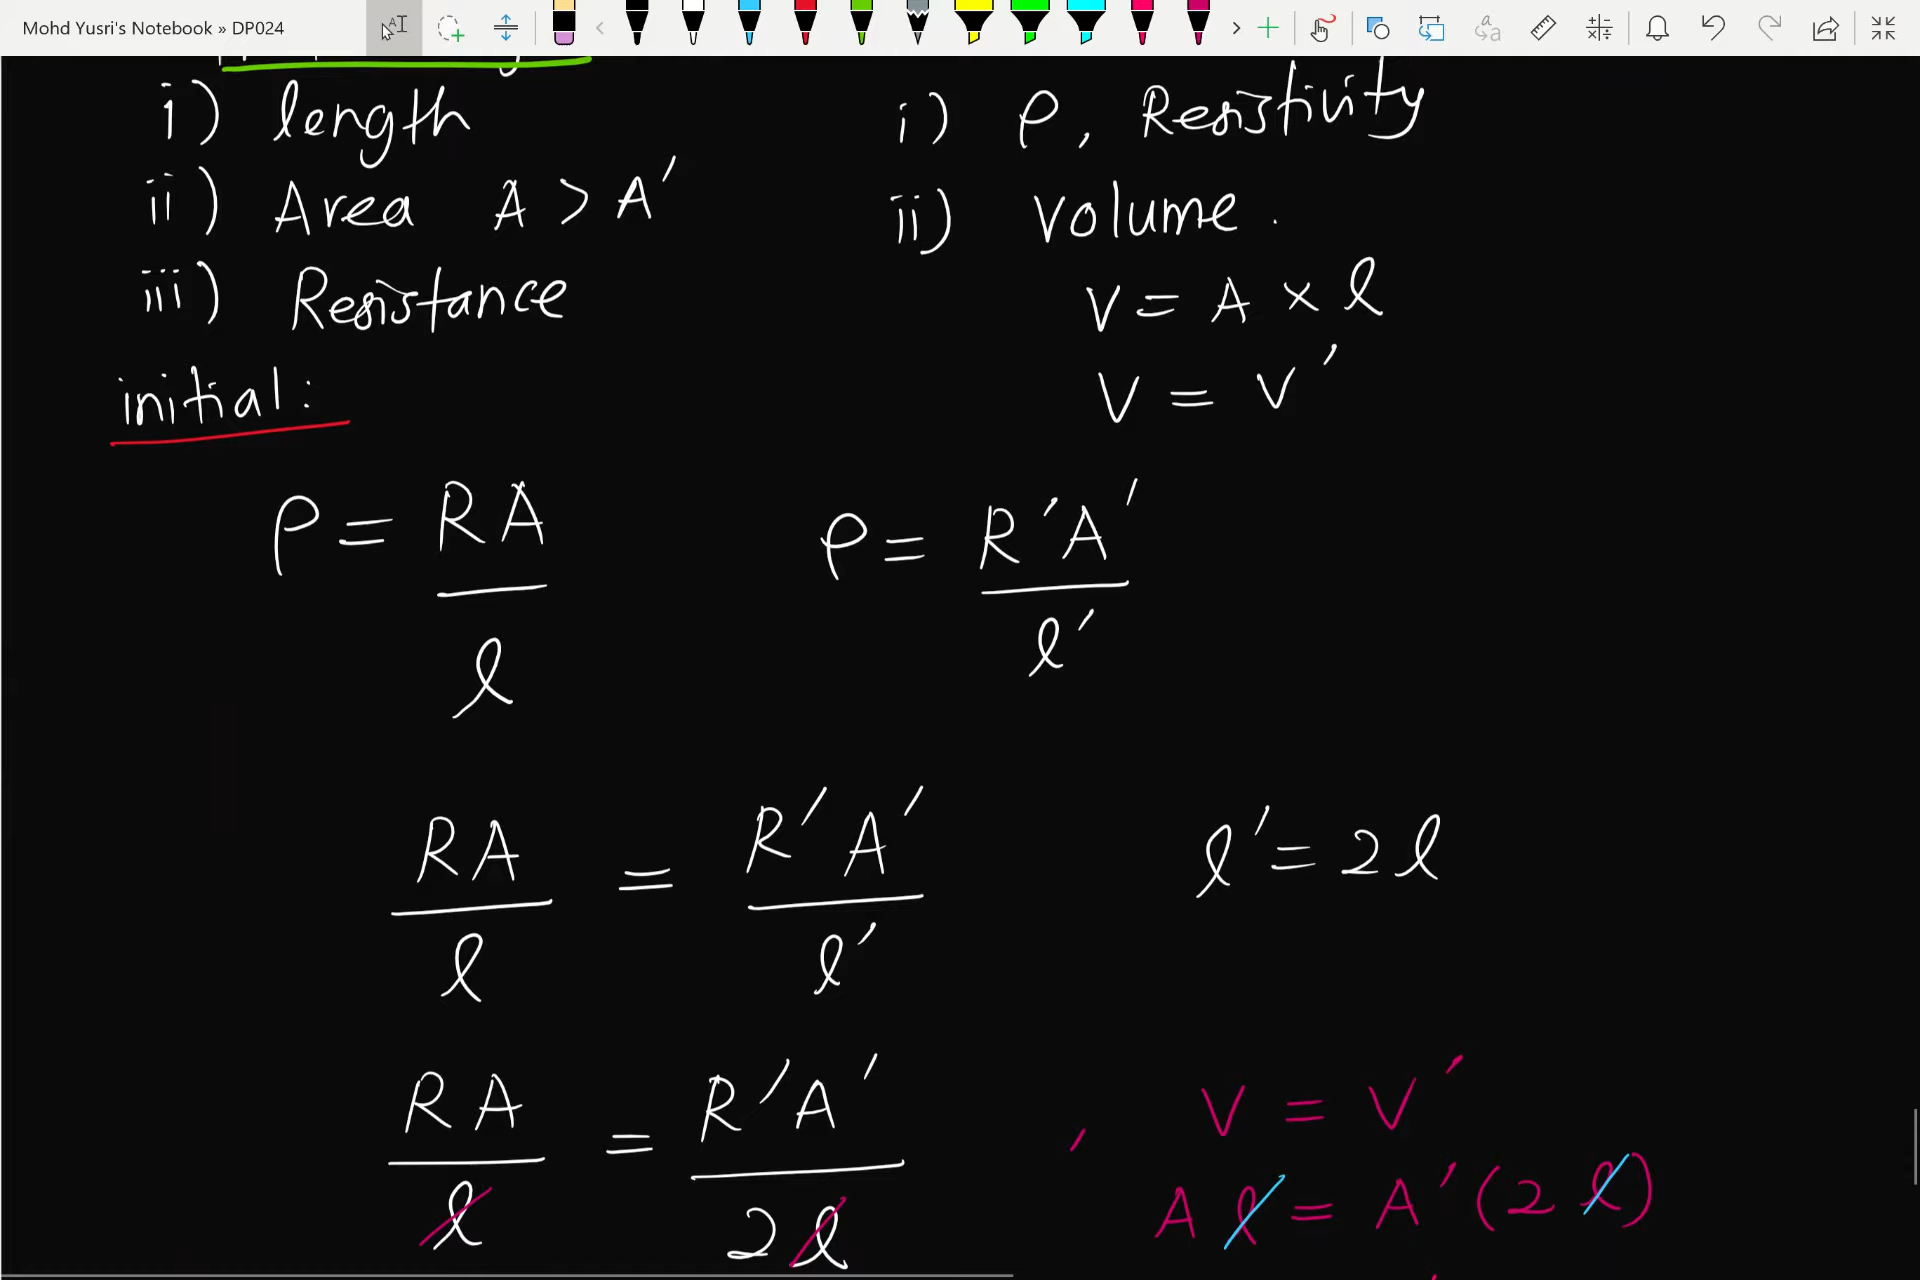 Mohd Yusri's Notebook » DP024
i) length
ii) Area A > A′
iii) Resistance
i) ρ, Resistivity
ii) Volume.
V = A × l
V = V′
initial:
ρ = RA
l
ρ = R′A′
l′
RA = R′A′
l l′
l′ = 2l
RA = R′A′
l 2l
V = V′
A l = A′ (2 l)